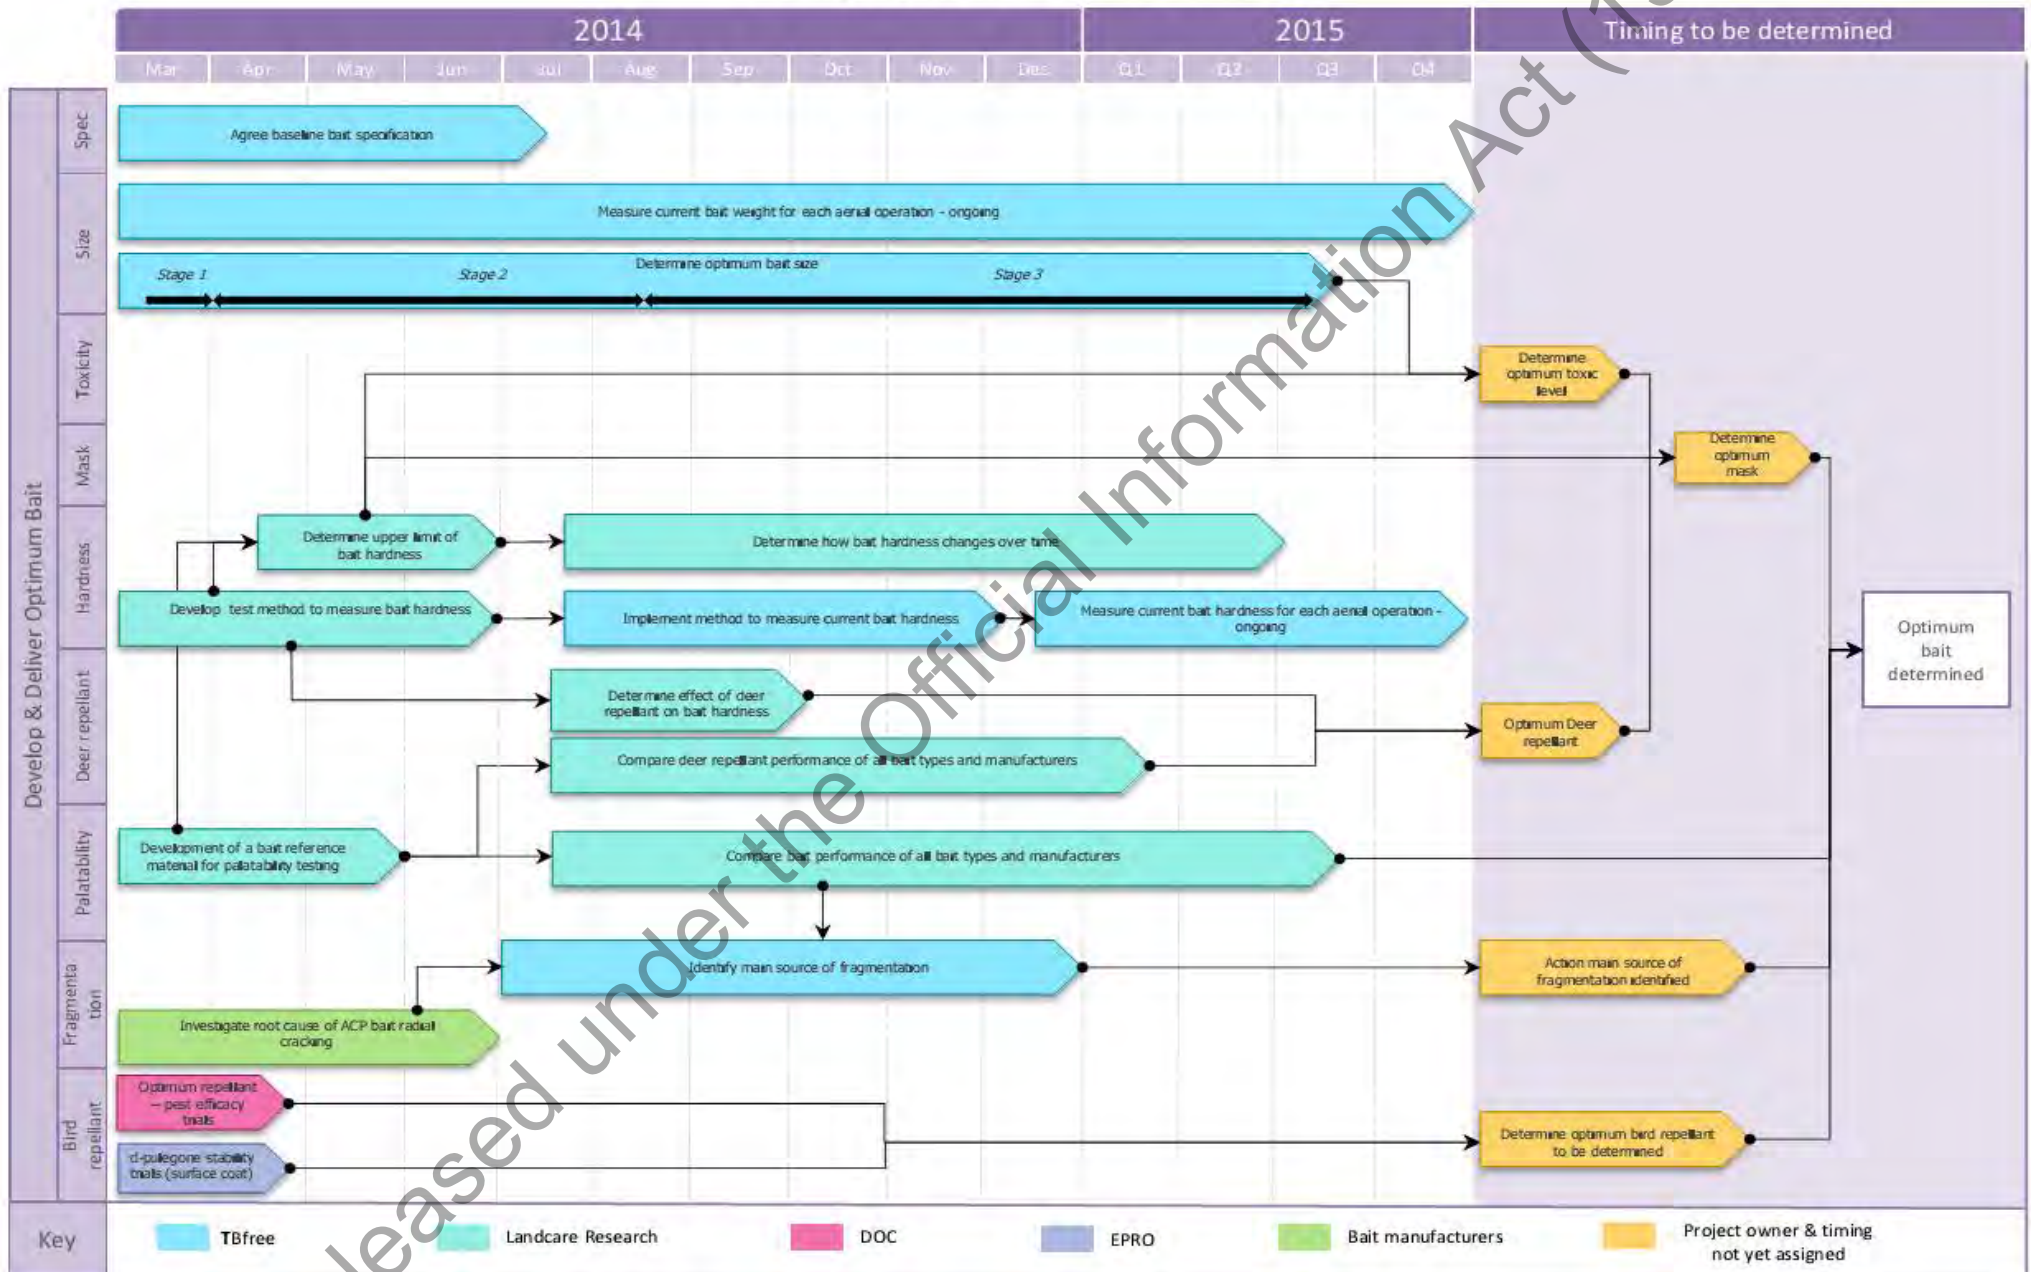 2014
2015
Timing to be determined
Mar
Apr
May
Jun
Jul
Aug
Sep
Oct
Nov
Dec
Q1
Q2
Q3
Q4
Develop & Deliver Optimum Bait
Spec
Agree baseline bait specification
Size
Measure current bait weight for each aerial operation - ongoing
Determine optimum bait size
Stage 1
Stage 2
Stage 3
Toxicity
Determine
optimum toxic
level
Mask
Determine
optimum
mask
Hardness
Determine upper limit of
bait hardness
Determine how bait hardness changes over time
Develop test method to measure bait hardness
Implement method to measure current bait hardness
Measure current bait hardness for each aerial operation -
ongoing
Optimum
bait
determined
Deer repelant
Determine effect of deer
repellant on bait hardness
Compare deer repellant performance of all bait types and manufacturers
Optimum Deer
repellant
Palatability
Development of a bait reference
material for palatability testing
Compare bait performance of all bait types and manufacturers
Fragmenta
tion
Identify main source of fragmentation
Action main source of
fragmentation identified
Investigate root cause of ACP bait radial
cracking
Bird
repellant
Optimum repellant
– pest efficacy
trials
d-pulegone stability
trials (surface coat)
Determine optimum bird repellant
to be determined
Key
TBfree
Landcare Research
DOC
EPRO
Bait manufacturers
Project owner & timing
not yet assigned
leased under the Official Information Act (19